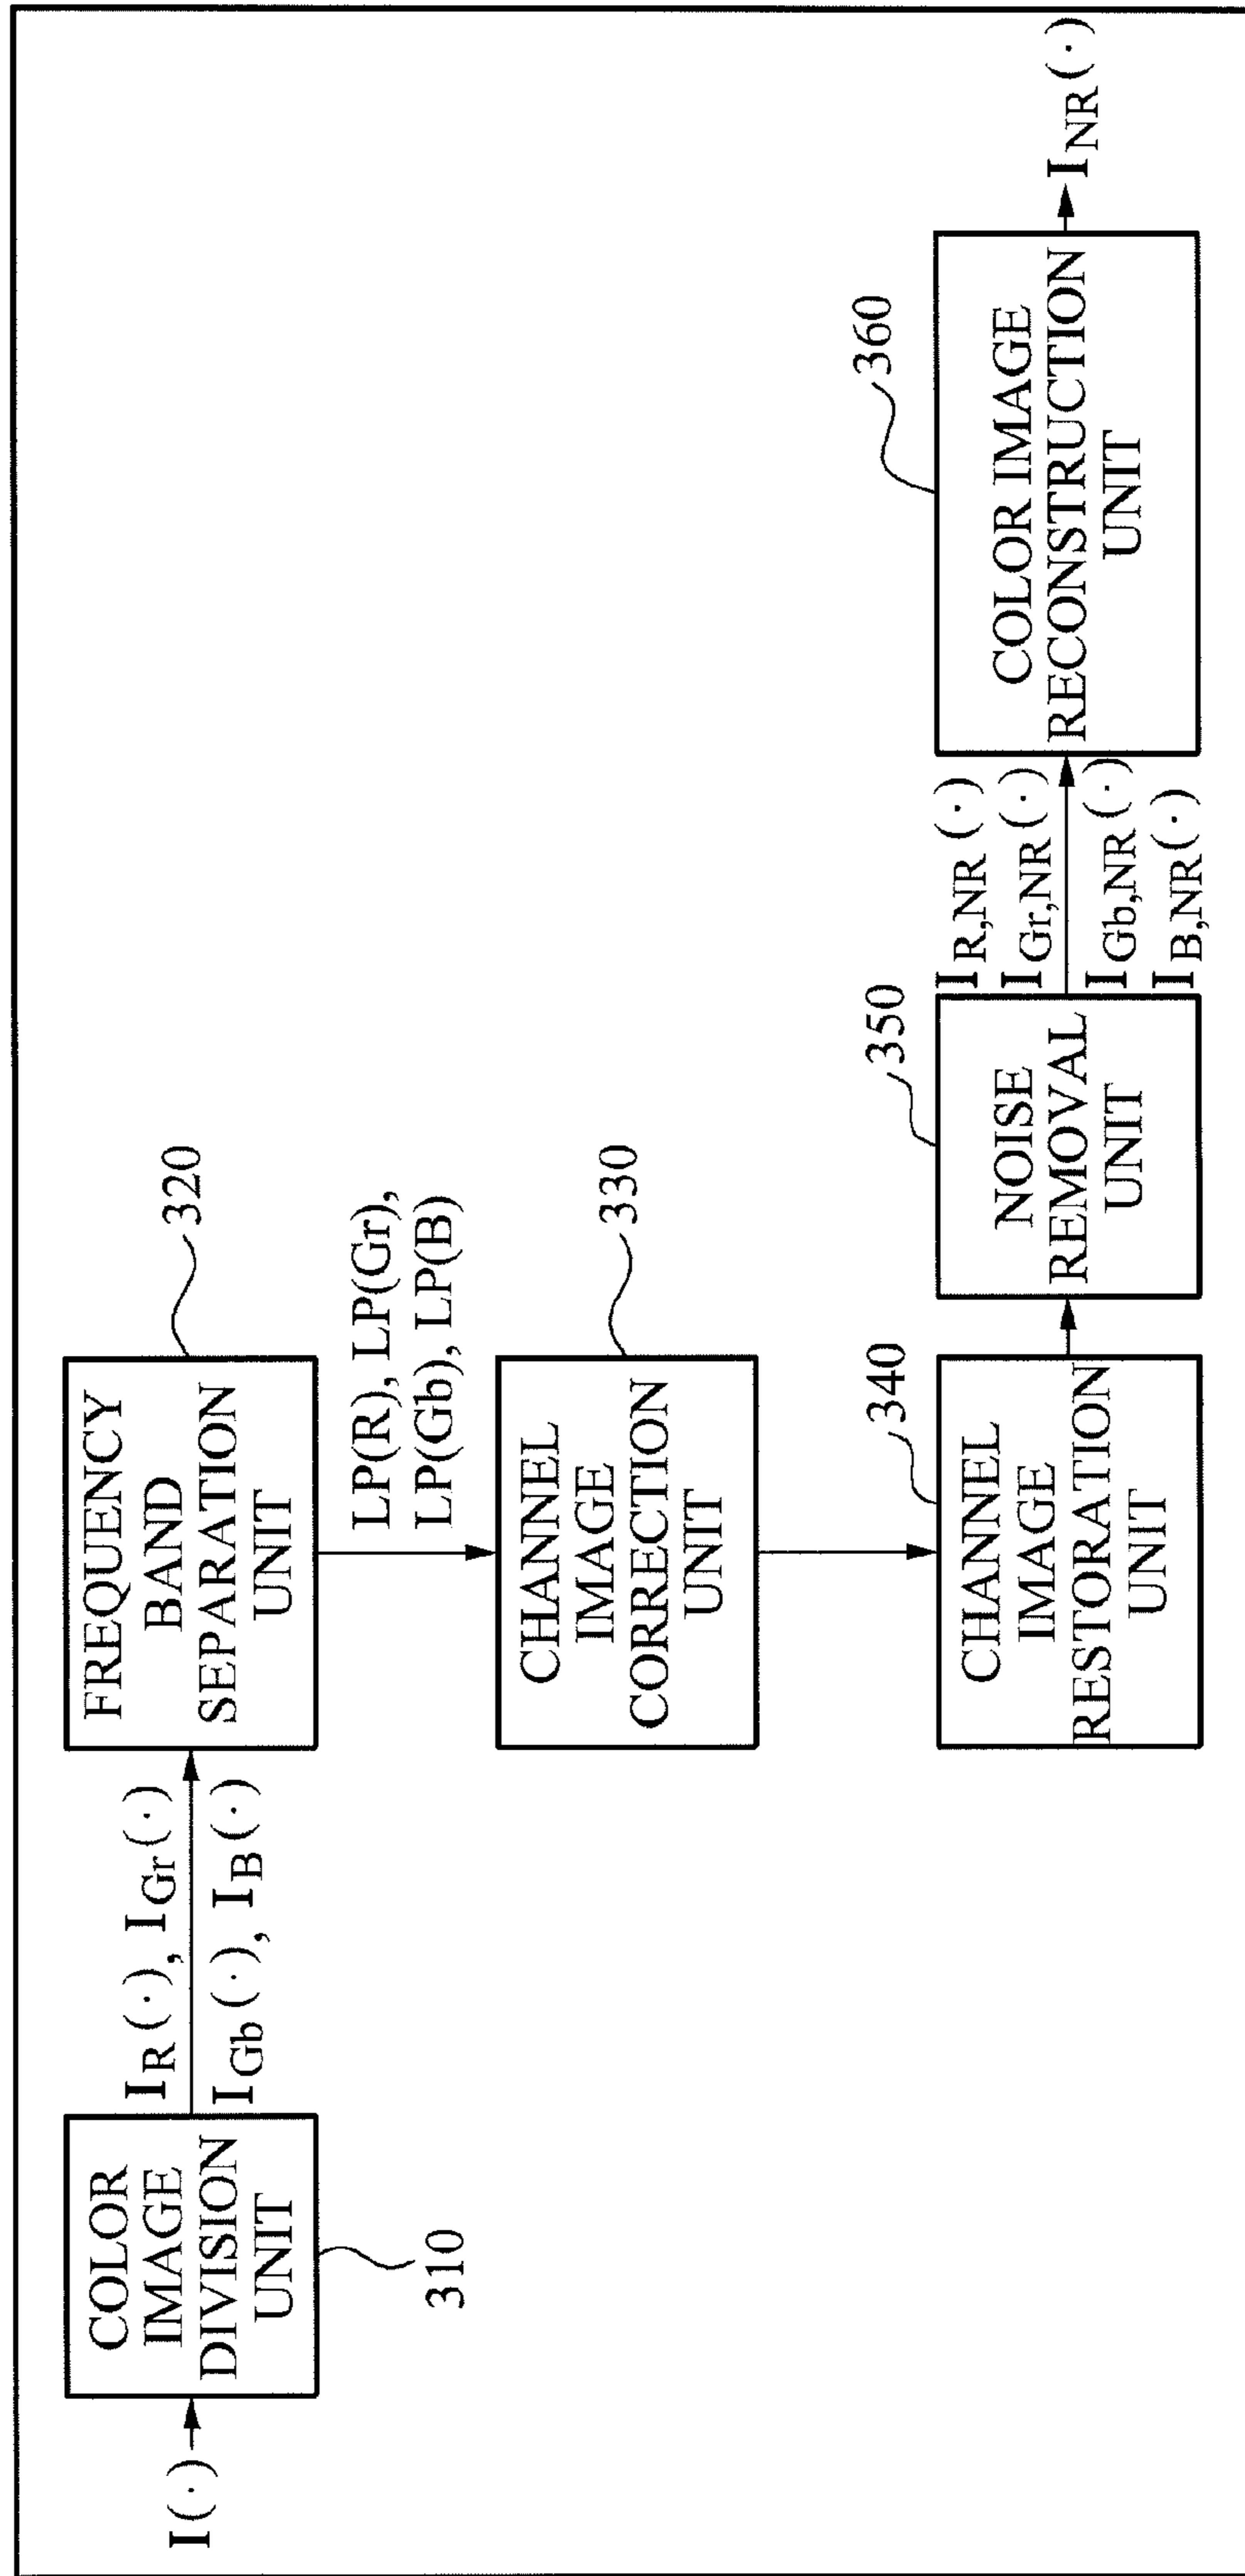 I(·)
COLOR
IMAGE
DIVISION
UNIT
310
I_R(·), I_Gr(·)
I_Gb(·), I_B(·)
FREQUENCY
BAND
SEPARATION
UNIT
320
LP(R), LP(Gr),
LP(Gb), LP(B)
CHANNEL
IMAGE
CORRECTION
UNIT
330
CHANNEL
IMAGE
RESTORATION
UNIT
340
NOISE
REMOVAL
UNIT
350
I_R,NR(·)
I_Gr,NR(·)
I_Gb,NR(·)
I_B,NR(·)
COLOR IMAGE
RECONSTRUCTION
UNIT
360
I_NR(·)